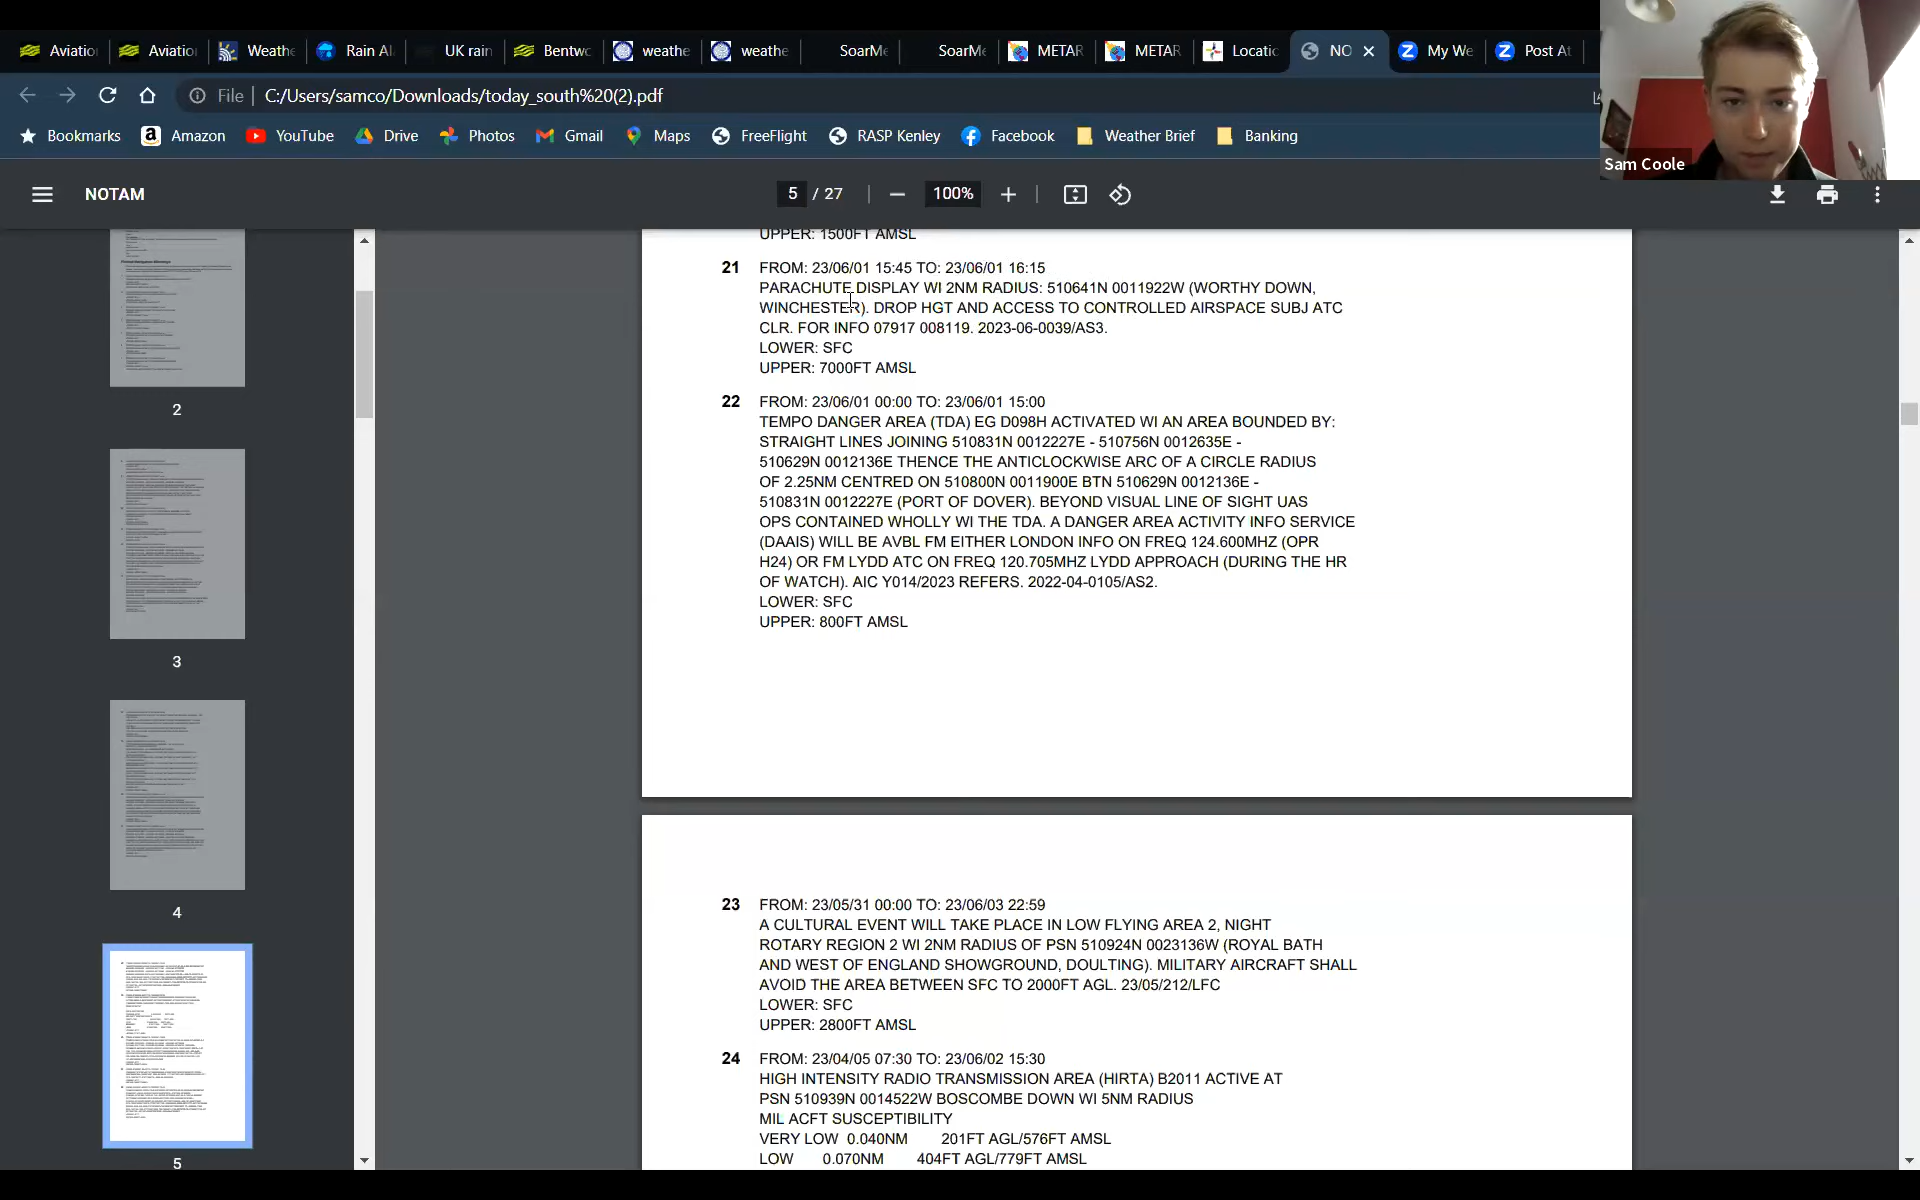 Aviatio
Aviatio
Weathe
Rain Al
UK rain
Bentwo
weathe
weathe
SoarMe
SoarMe
METAR
METAR
Locatio
NO
My We
Post At
File
C:/Users/samco/Downloads/today_south%20(2).pdf
Bookmarks
Amazon
YouTube
Drive
Photos
Gmail
Maps
FreeFlight
RASP Kenley
Facebook
Weather Brief
Banking
Sam Coole
NOTAM
5 / 27
100%
2
3
4
5
UPPER: 1500FT AMSL
21 FROM: 23/06/01 15:45 TO: 23/06/01 16:15
PARACHUTE DISPLAY WI 2NM RADIUS: 510641N 0011922W (WORTHY DOWN,
WINCHESTER). DROP HGT AND ACCESS TO CONTROLLED AIRSPACE SUBJ ATC
CLR. FOR INFO 07917 008119. 2023-06-0039/AS3.
LOWER: SFC
UPPER: 7000FT AMSL
22 FROM: 23/06/01 00:00 TO: 23/06/01 15:00
TEMPO DANGER AREA (TDA) EG D098H ACTIVATED WI AN AREA BOUNDED BY:
STRAIGHT LINES JOINING 510831N 0012227E - 510756N 0012635E -
510629N 0012136E THENCE THE ANTICLOCKWISE ARC OF A CIRCLE RADIUS
OF 2.25NM CENTRED ON 510800N 0011900E BTN 510629N 0012136E -
510831N 0012227E (PORT OF DOVER). BEYOND VISUAL LINE OF SIGHT UAS
OPS CONTAINED WHOLLY WI THE TDA. A DANGER AREA ACTIVITY INFO SERVICE
(DAAIS) WILL BE AVBL FM EITHER LONDON INFO ON FREQ 124.600MHZ (OPR
H24) OR FM LYDD ATC ON FREQ 120.705MHZ LYDD APPROACH (DURING THE HR
OF WATCH). AIC Y014/2023 REFERS. 2022-04-0105/AS2.
LOWER: SFC
UPPER: 800FT AMSL
23 FROM: 23/05/31 00:00 TO: 23/06/03 22:59
A CULTURAL EVENT WILL TAKE PLACE IN LOW FLYING AREA 2, NIGHT
ROTARY REGION 2 WI 2NM RADIUS OF PSN 510924N 0023136W (ROYAL BATH
AND WEST OF ENGLAND SHOWGROUND, DOULTING). MILITARY AIRCRAFT SHALL
AVOID THE AREA BETWEEN SFC TO 2000FT AGL. 23/05/212/LFC
LOWER: SFC
UPPER: 2800FT AMSL
24 FROM: 23/04/05 07:30 TO: 23/06/02 15:30
HIGH INTENSITY RADIO TRANSMISSION AREA (HIRTA) B2011 ACTIVE AT
PSN 510939N 0014522W BOSCOMBE DOWN WI 5NM RADIUS
MIL ACFT SUSCEPTIBILITY
VERY LOW 0.040NM 201FT AGL/576FT AMSL
LOW 0.070NM 404FT AGL/779FT AMSL